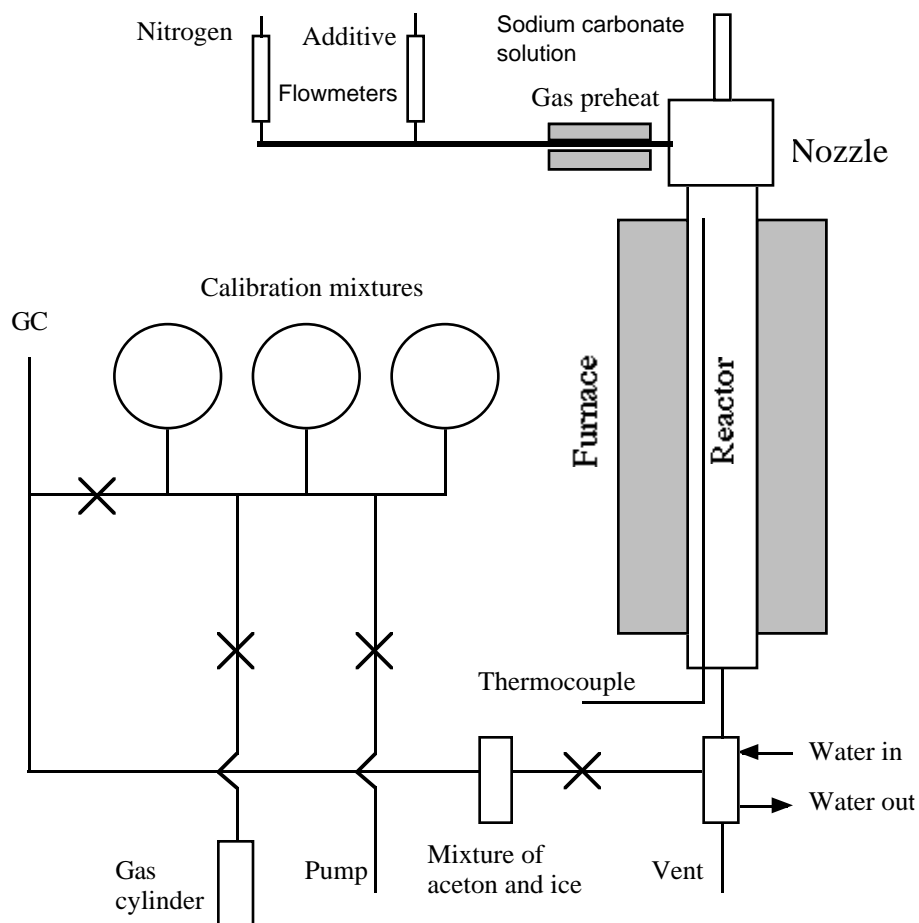 Nitrogen
Additive
Sodium carbonate
solution
Flowmeters
Gas preheat
Nozzle
Calibration mixtures
GC
Furnace
Reactor
Thermocouple
Water in
Water out
Gas
cylinder
Pump
Mixture of
aceton and ice
Vent